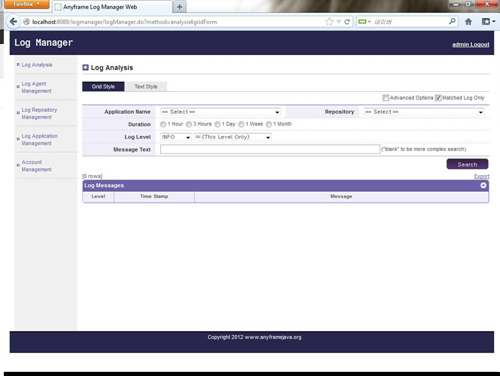 Firefox
Anyframe Log Manager Web
localhost:8089/logmanager/logManager.do?method=analysis4gridForm
네이버
Log Manager
admin Logout
Log Analysis
Log Agent
Management
Log Repository
Management
Log Application
Management
Account
Management
Log Analysis
Grid Style
Text Style
Advanced Options
Matched Log Only
Application Name
== Select ==
Repository
== Select ==
Duration
1 Hour
3 Hours
1 Day
1 Week
1 Month
Log Level
INFO
== (This Level Only)
Message Text
("blank" to be more complex search)
Search
[0 rows]
Export
Log Messages
Level
Time Stamp
Message
Copyright 2012 www.anyframejava.org